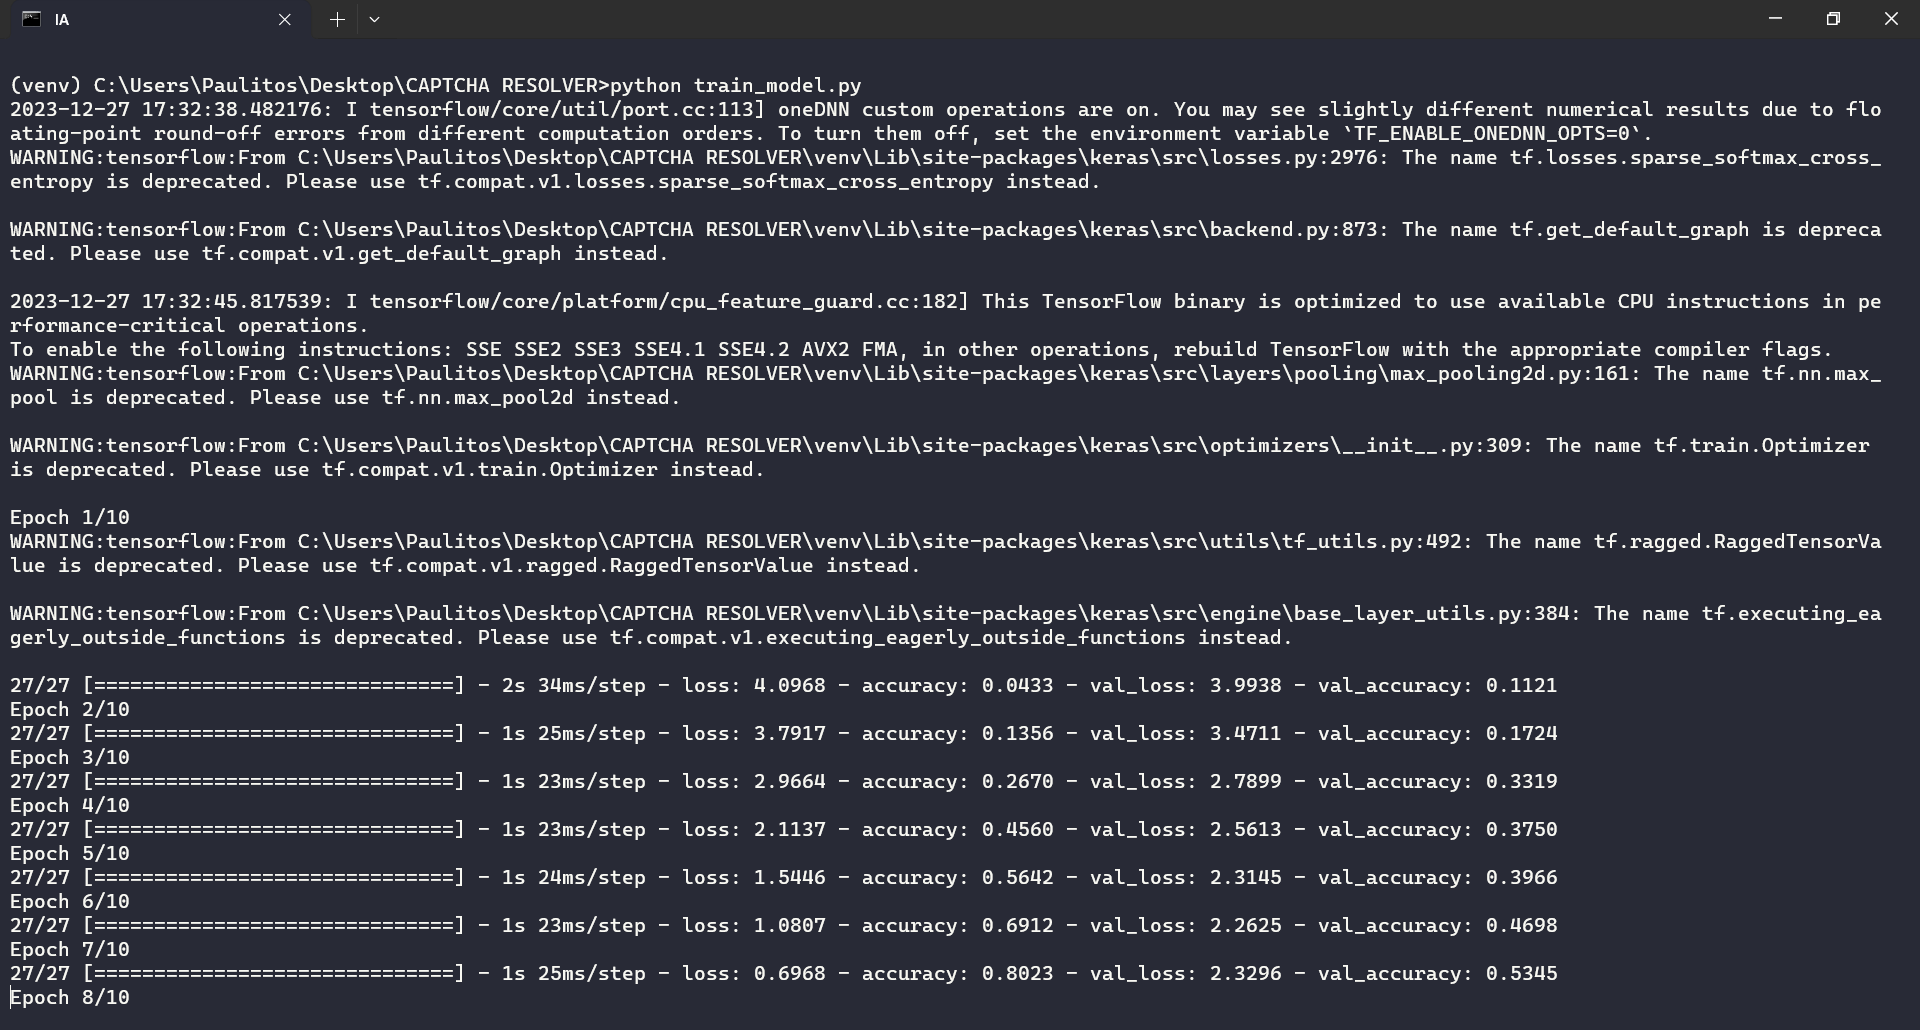 IA
(venv) C:\Users\Paulitos\Desktop\CAPTCHA RESOLVER>python train_model.py
2023-12-27 17:32:38.482176: I tensorflow/core/util/port.cc:113] oneDNN custom operations are on. You may see slightly different numerical results due to flo
ating-point round-off errors from different computation orders. To turn them off, set the environment variable `TF_ENABLE_ONEDNN_OPTS=0`.
WARNING:tensorflow:From C:\Users\Paulitos\Desktop\CAPTCHA RESOLVER\venv\Lib\site-packages\keras\src\losses.py:2976: The name tf.losses.sparse_softmax_cross_
entropy is deprecated. Please use tf.compat.v1.losses.sparse_softmax_cross_entropy instead.
WARNING:tensorflow:From C:\Users\Paulitos\Desktop\CAPTCHA RESOLVER\venv\Lib\site-packages\keras\src\backend.py:873: The name tf.get_default_graph is depreca
ted. Please use tf.compat.v1.get_default_graph instead.
2023-12-27 17:32:45.817539: I tensorflow/core/platform/cpu_feature_guard.cc:182] This TensorFlow binary is optimized to use available CPU instructions in pe
rformance-critical operations.
To enable the following instructions: SSE SSE2 SSE3 SSE4.1 SSE4.2 AVX2 FMA, in other operations, rebuild TensorFlow with the appropriate compiler flags.
WARNING:tensorflow:From C:\Users\Paulitos\Desktop\CAPTCHA RESOLVER\venv\Lib\site-packages\keras\src\layers\pooling\max_pooling2d.py:161: The name tf.nn.max_
pool is deprecated. Please use tf.nn.max_pool2d instead.
WARNING:tensorflow:From C:\Users\Paulitos\Desktop\CAPTCHA RESOLVER\venv\Lib\site-packages\keras\src\optimizers\__init__.py:309: The name tf.train.Optimizer
is deprecated. Please use tf.compat.v1.train.Optimizer instead.
Epoch 1/10
WARNING:tensorflow:From C:\Users\Paulitos\Desktop\CAPTCHA RESOLVER\venv\Lib\site-packages\keras\src\utils\tf_utils.py:492: The name tf.ragged.RaggedTensorVa
lue is deprecated. Please use tf.compat.v1.ragged.RaggedTensorValue instead.
WARNING:tensorflow:From C:\Users\Paulitos\Desktop\CAPTCHA RESOLVER\venv\Lib\site-packages\keras\src\engine\base_layer_utils.py:384: The name tf.executing_ea
gerly_outside_functions is deprecated. Please use tf.compat.v1.executing_eagerly_outside_functions instead.
27/27 [==============================] - 2s 34ms/step - loss: 4.0968 - accuracy: 0.0433 - val_loss: 3.9938 - val_accuracy: 0.1121
Epoch 2/10
27/27 [==============================] - 1s 25ms/step - loss: 3.7917 - accuracy: 0.1356 - val_loss: 3.4711 - val_accuracy: 0.1724
Epoch 3/10
27/27 [==============================] - 1s 23ms/step - loss: 2.9664 - accuracy: 0.2670 - val_loss: 2.7899 - val_accuracy: 0.3319
Epoch 4/10
27/27 [==============================] - 1s 23ms/step - loss: 2.1137 - accuracy: 0.4560 - val_loss: 2.5613 - val_accuracy: 0.3750
Epoch 5/10
27/27 [==============================] - 1s 24ms/step - loss: 1.5446 - accuracy: 0.5642 - val_loss: 2.3145 - val_accuracy: 0.3966
Epoch 6/10
27/27 [==============================] - 1s 23ms/step - loss: 1.0807 - accuracy: 0.6912 - val_loss: 2.2625 - val_accuracy: 0.4698
Epoch 7/10
27/27 [==============================] - 1s 25ms/step - loss: 0.6968 - accuracy: 0.8023 - val_loss: 2.3296 - val_accuracy: 0.5345
Epoch 8/10